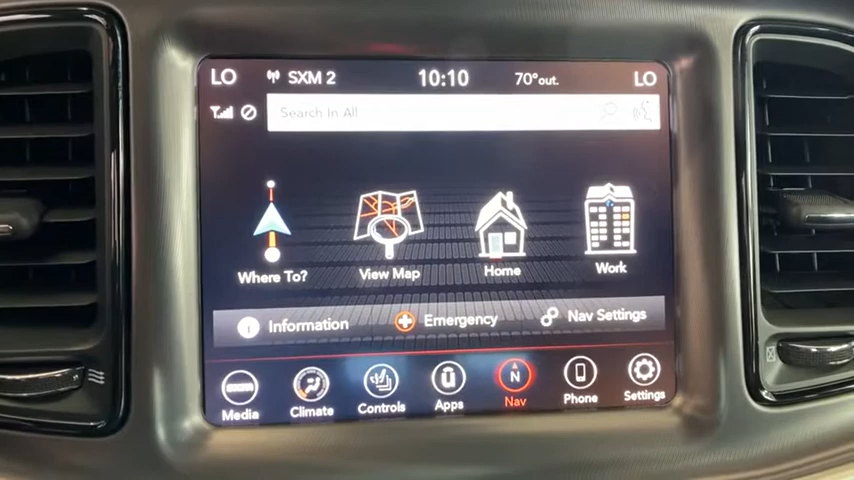 LO SXM 2 10:10 70°out. LO
Search In All
Where To? View Map Home Work
i Information Emergency Nav Settings
SXM
N
Media Climate Controls Apps Nav Phone Settings